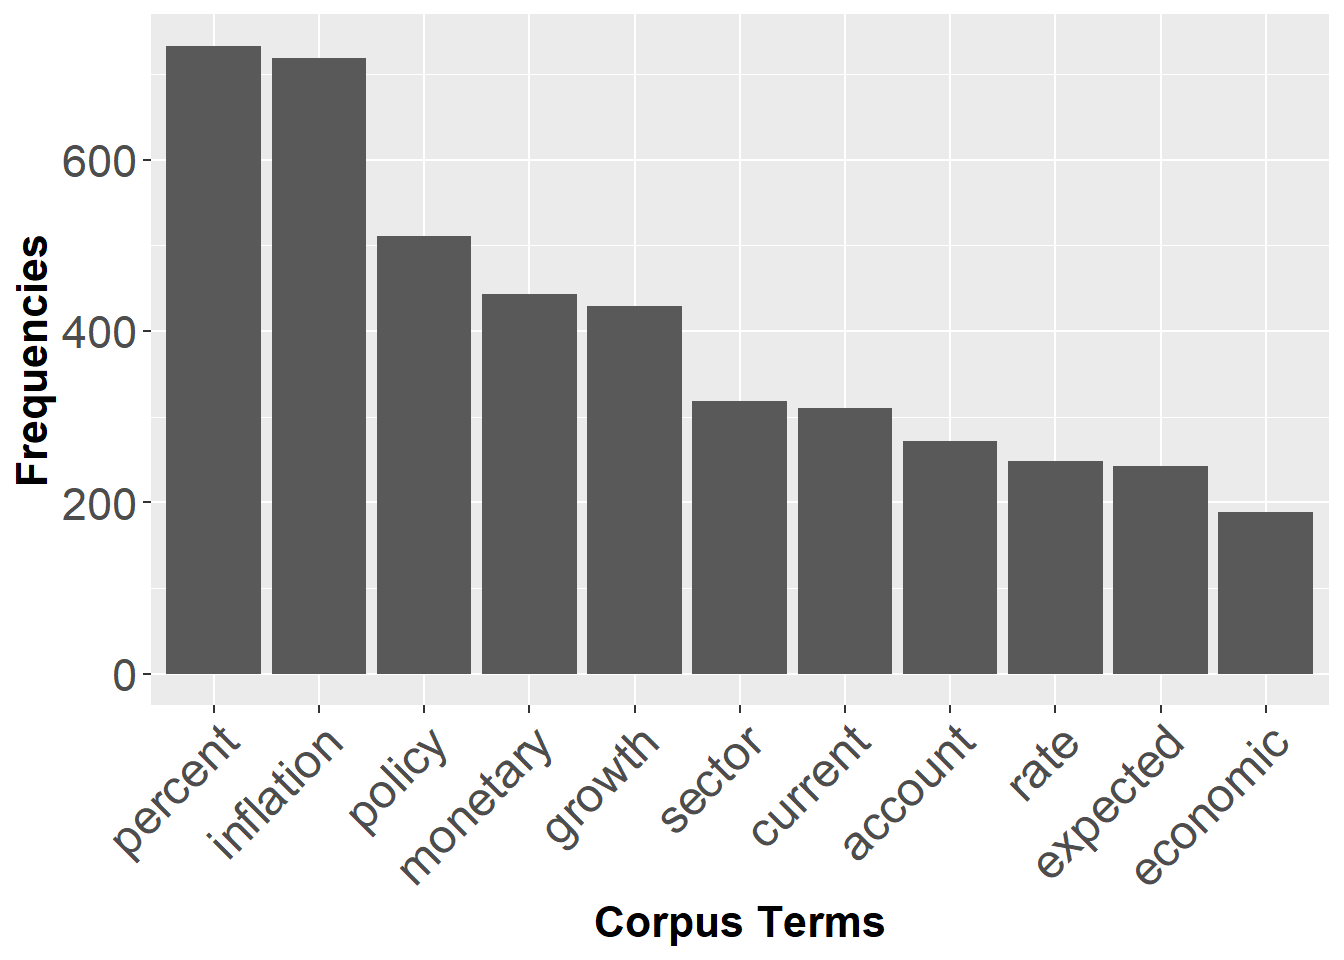 Frequencies
600
400
200
0
percent
inflation
policy
monetary
growth
sector
current
account
rate
expected
economic
Corpus Terms